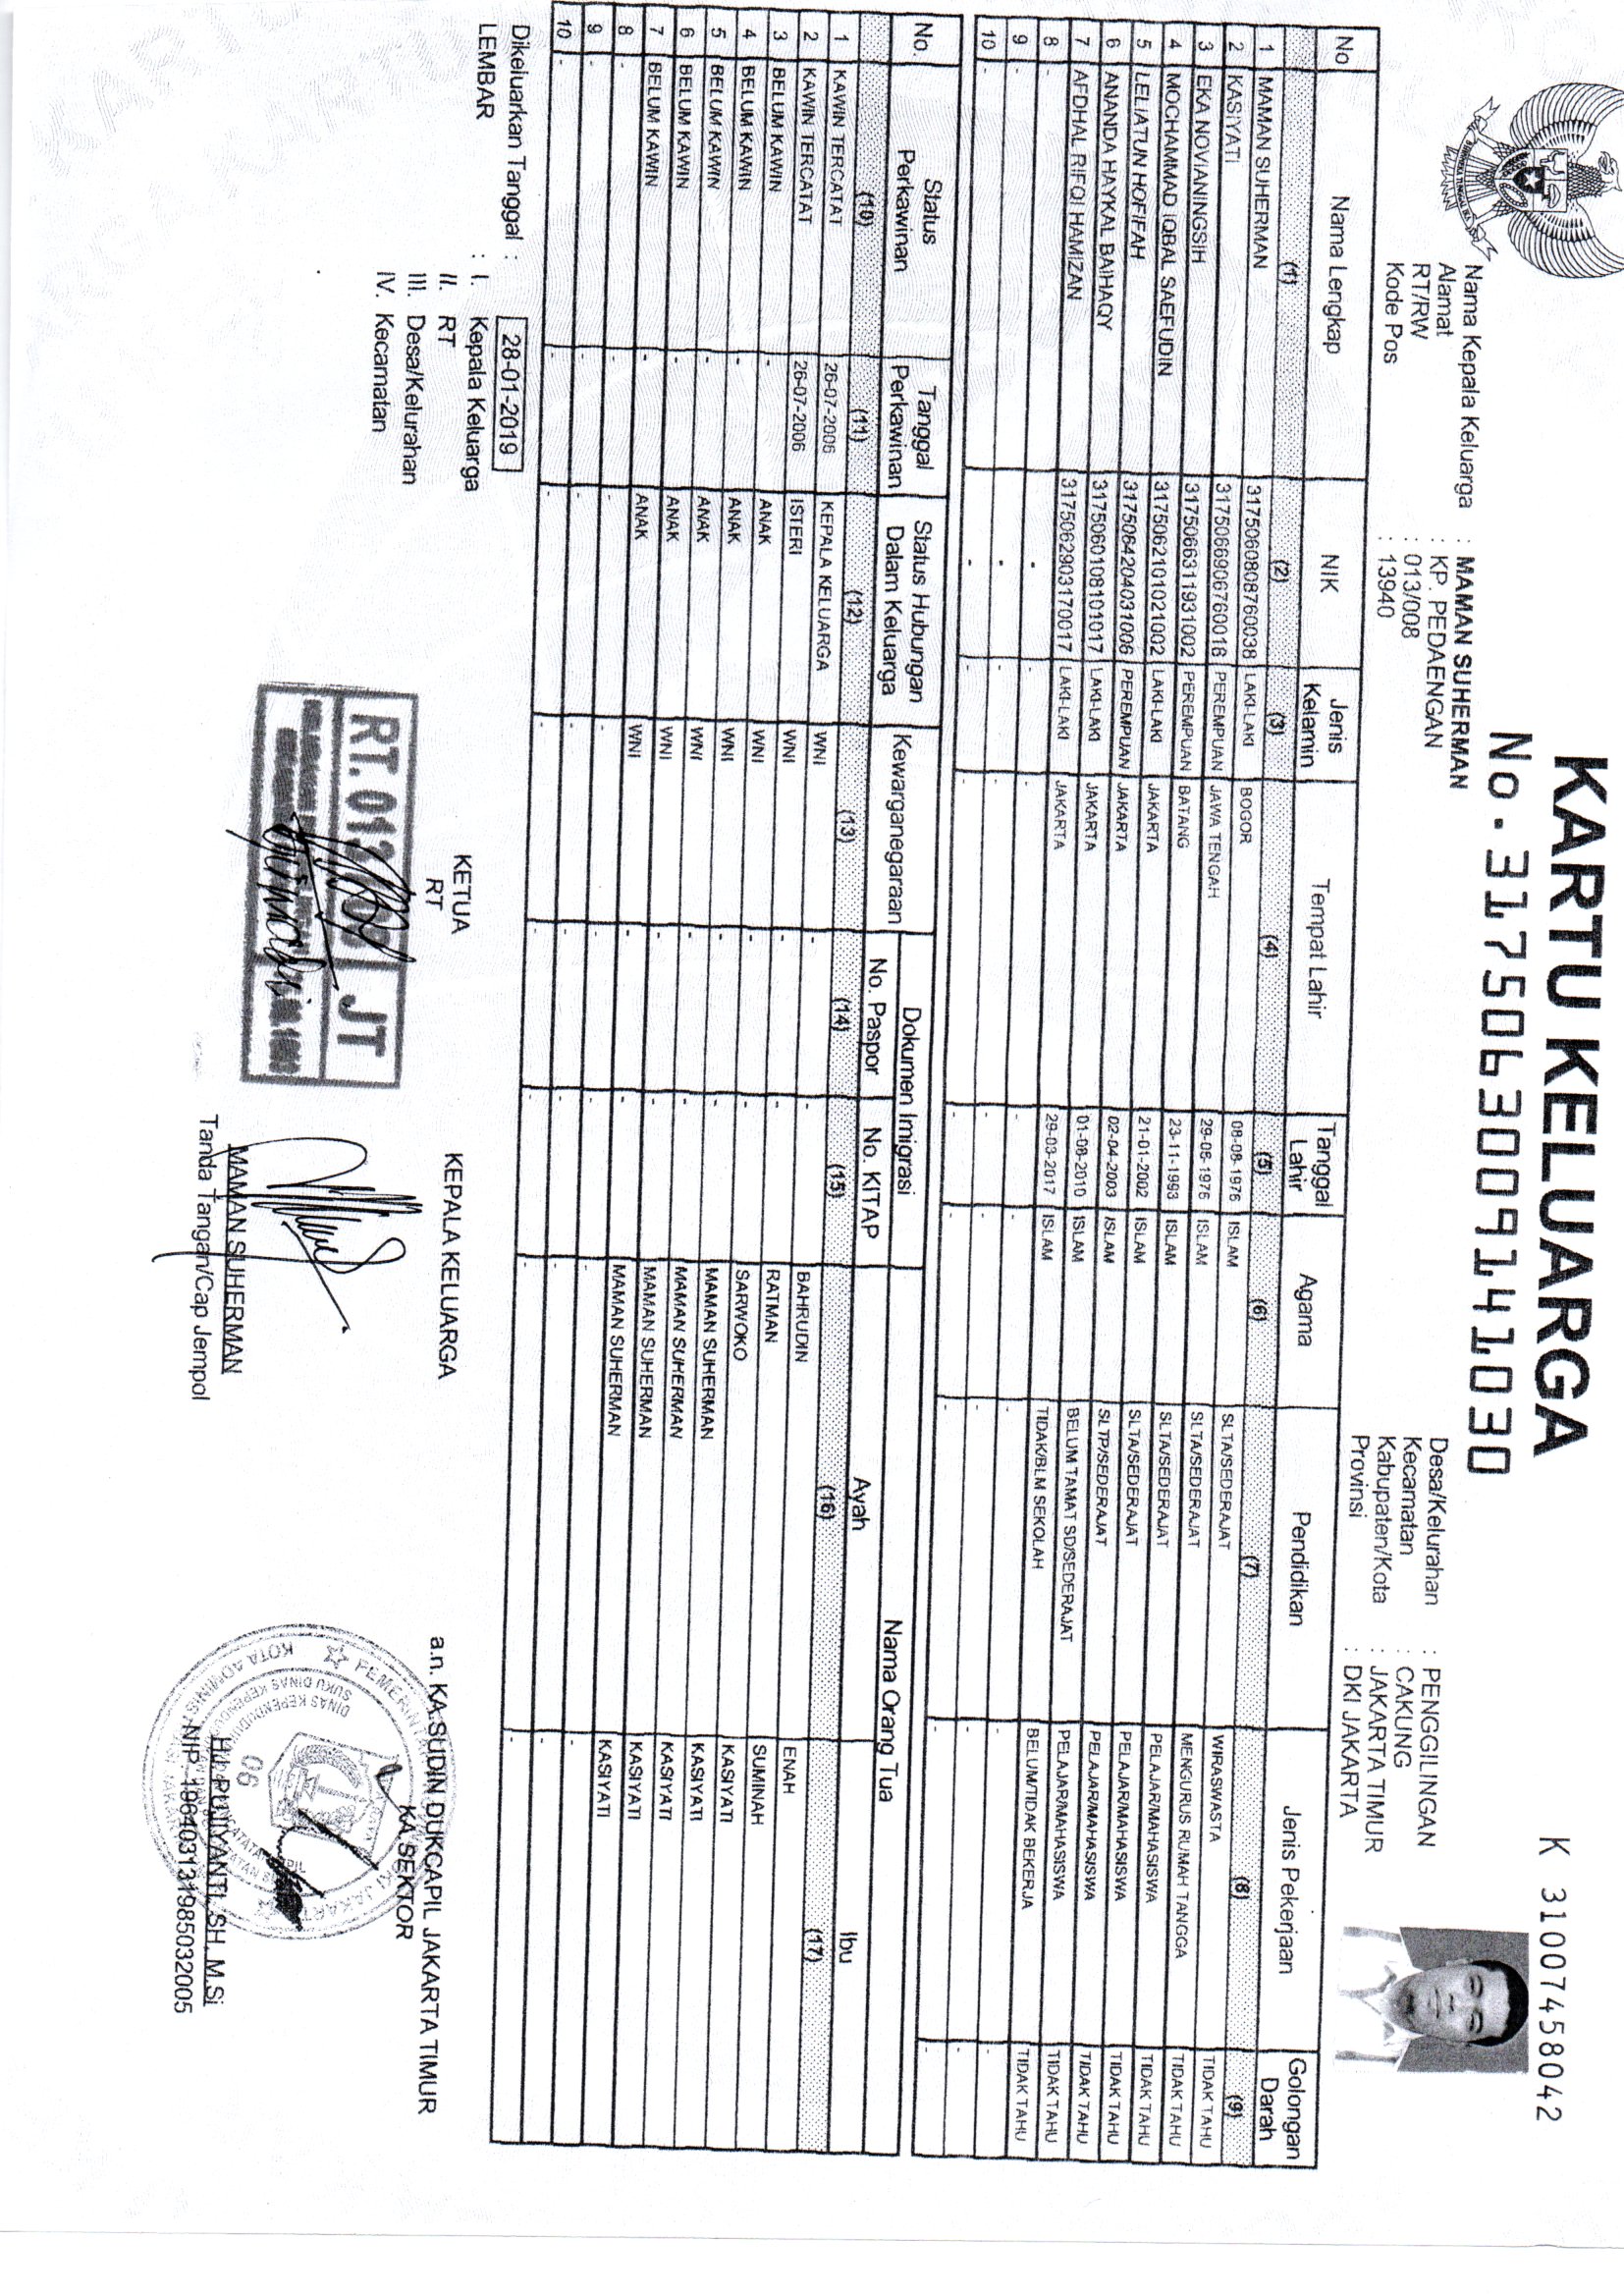 KARTU KELUARGA
No. 3175063009141030
K 31007458042
BHINNEKA TUNGGAL IKA
Nama Kepala Keluarga : MAMAN SUHERMAN
Alamat : KP. PEDAENGAN
RT/RW : 013/008
Kode Pos : 13940
Desa/Kelurahan : PENGGILINGAN
Kecamatan : CAKUNG
Kabupaten/Kota : JAKARTA TIMUR
Provinsi : DKI JAKARTA
No Nama Lengkap NIK Jenis Kelamin Tempat Lahir Tanggal Lahir Agama Pendidikan Jenis Pekerjaan Golongan Darah
(1) (2) (3) (4) (5) (6) (7) (8) (9)
1 MAMAN SUHERMAN 3175060808760038 LAKI-LAKI BOGOR 08-08-1976 ISLAM SLTA/SEDERAJAT WIRASWASTA TIDAK TAHU
2 KASIYATI 3175066906760018 PEREMPUAN JAWA TENGAH 29-06-1976 ISLAM SLTA/SEDERAJAT MENGURUS RUMAH TANGGA TIDAK TAHU
3 EKA NOVIANINGSIH 3175066311931002 PEREMPUAN BATANG 23-11-1993 ISLAM SLTA/SEDERAJAT PELAJAR/MAHASISWA TIDAK TAHU
4 MOCHAMMAD IQBAL SAEFUDIN 3175062101021002 LAKI-LAKI JAKARTA 21-01-2002 ISLAM SLTA/SEDERAJAT PELAJAR/MAHASISWA TIDAK TAHU
5 LELIATUN HOFIFAH 3175064204031006 PEREMPUAN JAKARTA 02-04-2003 ISLAM SLTP/SEDERAJAT PELAJAR/MAHASISWA TIDAK TAHU
6 ANANDA HAYKAL BAIHAQY 3175060108101017 LAKI-LAKI JAKARTA 01-08-2010 ISLAM BELUM TAMAT SD/SEDERAJAT PELAJAR/MAHASISWA TIDAK TAHU
7 AFDHAL RIFQI HAMIZAN 3175062903170017 LAKI-LAKI JAKARTA 29-03-2017 ISLAM TIDAK/BLM SEKOLAH BELUM/TIDAK BEKERJA TIDAK TAHU
8 - - - - - - - - -
9 - - - - - - - - -
10 - - - - - - - - -
No. Status Perkawinan Tanggal Perkawinan Status Hubungan Dalam Keluarga Kewarganegaraan Dokumen Imigrasi Nama Orang Tua
No. Paspor No. KITAP Ayah Ibu
(10) (11) (12) (13) (14) (15) (16) (17)
1 KAWIN TERCATAT 26-07-2006 KEPALA KELUARGA WNI - - BAHRUDIN ENAH
2 KAWIN TERCATAT 26-07-2006 ISTERI WNI - - RATMAN SUMINAH
3 BELUM KAWIN - ANAK WNI - - SARWOKO KASIYATI
4 BELUM KAWIN - ANAK WNI - - MAMAN SUHERMAN KASIYATI
5 BELUM KAWIN - ANAK WNI - - MAMAN SUHERMAN KASIYATI
6 BELUM KAWIN - ANAK WNI - - MAMAN SUHERMAN KASIYATI
7 BELUM KAWIN - ANAK WNI - - MAMAN SUHERMAN KASIYATI
8 - - - - - - - -
9 - - - - - - - -
10 - - - - - - - -
Dikeluarkan Tanggal : 28-01-2019
LEMBAR : I. Kepala Keluarga
II. RT
III. Desa/Kelurahan
IV. Kecamatan
KETUA
RT
RT. 013/08 JT
KEPALA KELUARGA
MAMAN SUHERMAN
Tanda Tangan/Cap Jempol
a.n. KA.SUDIN DUKCAPIL JAKARTA TIMUR
KA.SEKTOR
JAYA RAYA
06
HJ. PUJIYANTI, SH, M.Si
NIP. 196403131985032005